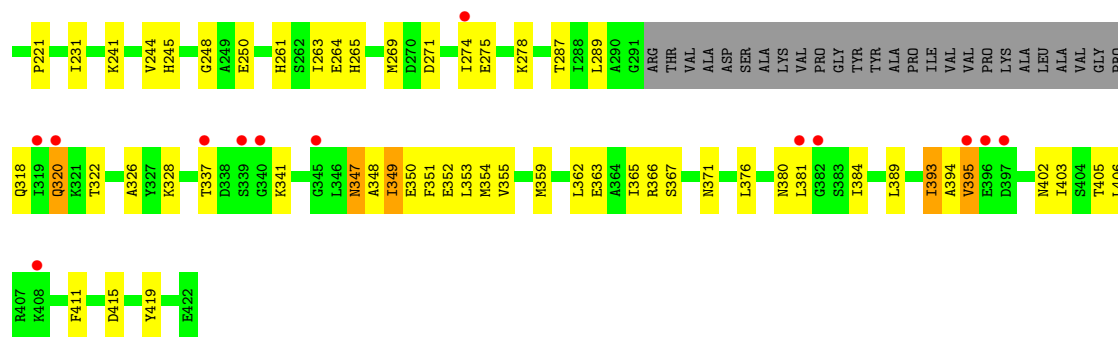 P221 I231 K241 V244 H245 G248 A249 E250 H261 S262 I263 E264 H265 M269 D270 D271 I274 E275 K278 T287 I288 L289 A290 G291 ARG THR VAL ALA ASP SER ALA LYS VAL PRO GLY TYR TYR ALA PRO ILE VAL VAL PRO LYS ALA LEU ALA VAL GLY PRO
Q318 I319 Q320 K321 T322 A326 Y327 K328 T337 D338 S339 G340 K341 G345 L346 N347 A348 I349 E350 F351 E352 L353 M354 V355 M359 L362 E363 A364 I365 R366 S367 N371 L376 N380 L381 G382 S383 I384 L389 I393 A394 V395 E396 D397 N402 I403 S404 T405 L406
R407 K408 F411 D415 Y419 E422